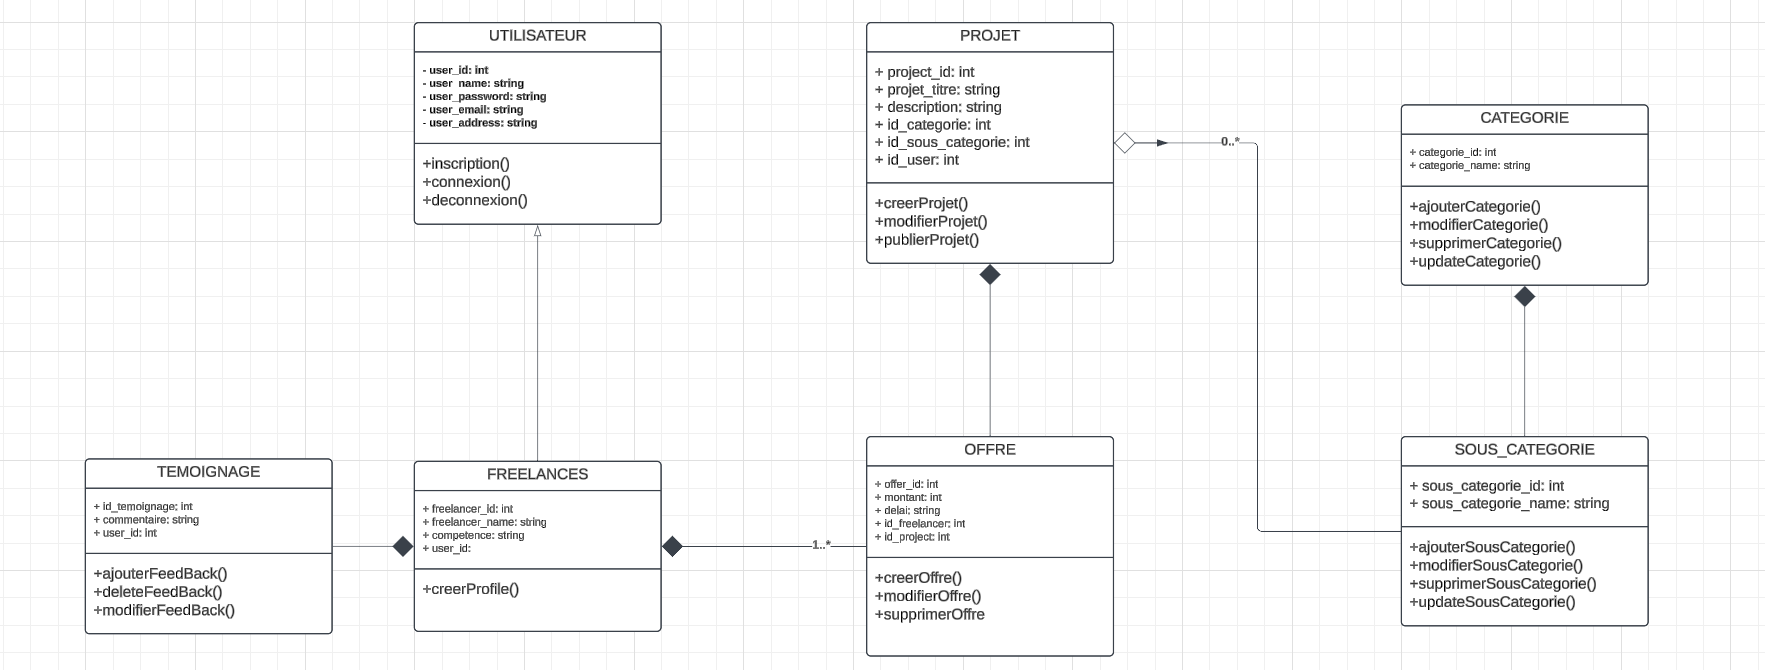 UTILISATEUR
- user_id: int
- user_name: string
- user_password: string
- user_email: string
- user_address: string
+inscription()
+connexion()
+deconnexion()
PROJET
+ project_id: int
+ projet_titre: string
+ description: string
+ id_categorie: int
+ id_sous_categorie: int
+ id_user: int
+creerProjet()
+modifierProjet()
+publierProjet()
0..*
CATEGORIE
+ categorie_id: int
+ categorie_name: string
+ajouterCategorie()
+modifierCategorie()
+supprimerCategorie()
+updateCategorie()
TEMOIGNAGE
+ id_temoignage: int
+ commentaire: string
+ user_id: int
+ajouterFeedBack()
+deleteFeedBack()
+modifierFeedBack()
FREELANCES
+ freelancer_id: int
+ freelancer_name: string
+ competence: string
+ user_id:
+creerProfile()
1..*
OFFRE
+ offer_id: int
+ montant: int
+ delai: string
+ id_freelancer: int
+ id_project: int
+creerOffre()
+modifierOffre()
+supprimerOffre
SOUS_CATEGORIE
+ sous_categorie_id: int
+ sous_categorie_name: string
+ajouterSousCategorie()
+modifierSousCategorie()
+supprimerSousCategorie()
+updateSousCategorie()